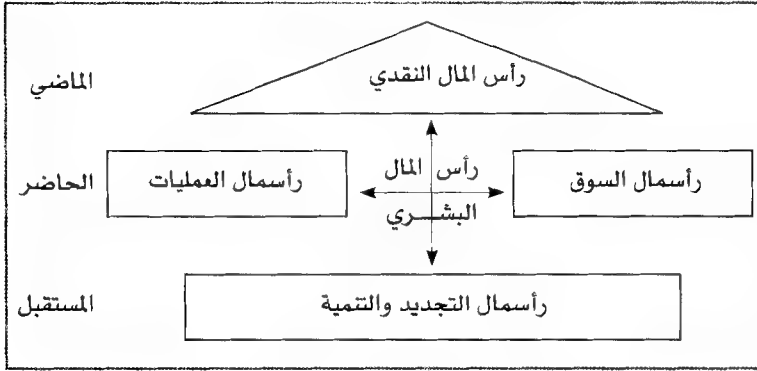 رأس المال النقدي
الماضي
رأس المال
البشري
رأسمال السوق
رأسمال العمليات
الحاضر
رأسمال التجديد والتنمية
المستقبل